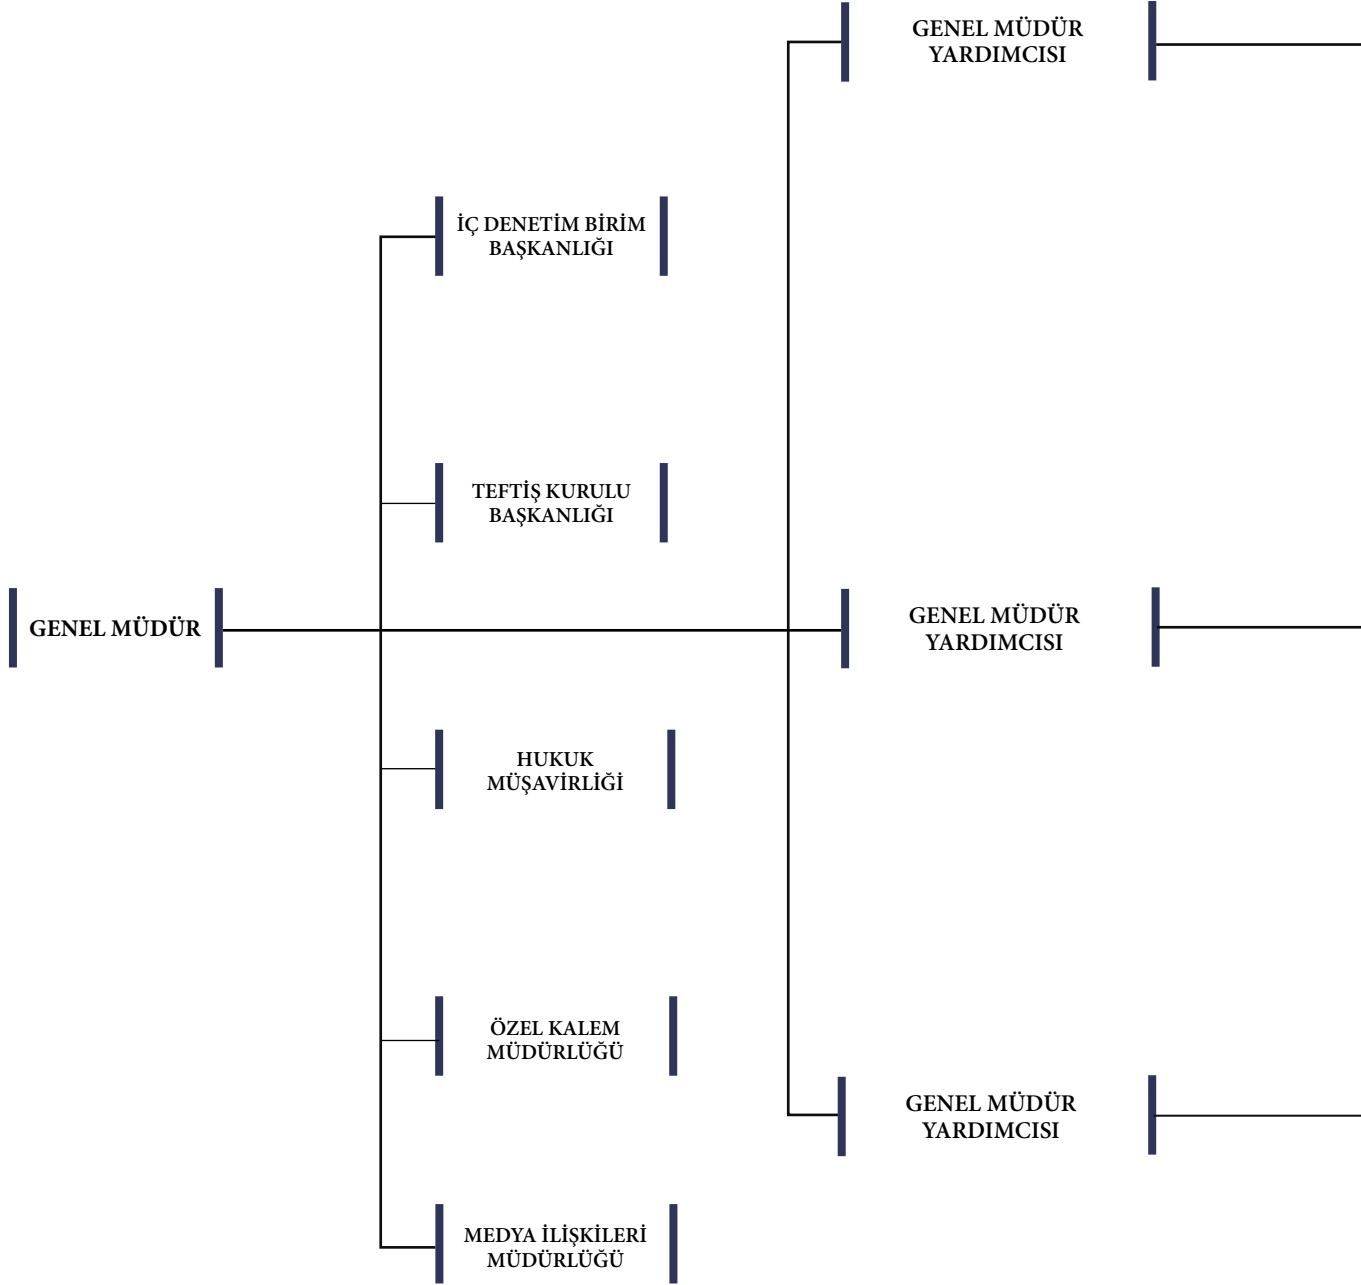 GENEL MÜDÜR
İÇ DENETİM BİRİM
BAŞKANLIĞI
TEFTİŞ KURULU
BAŞKANLIĞI
HUKUK
MÜŞAVİRLİĞİ
ÖZEL KALEM
MÜDÜRLÜĞÜ
MEDYA İLİŞKİLERİ
MÜDÜRLÜĞÜ
GENEL MÜDÜR
YARDIMCISI
GENEL MÜDÜR
YARDIMCISI
GENEL MÜDÜR
YARDIMCISI